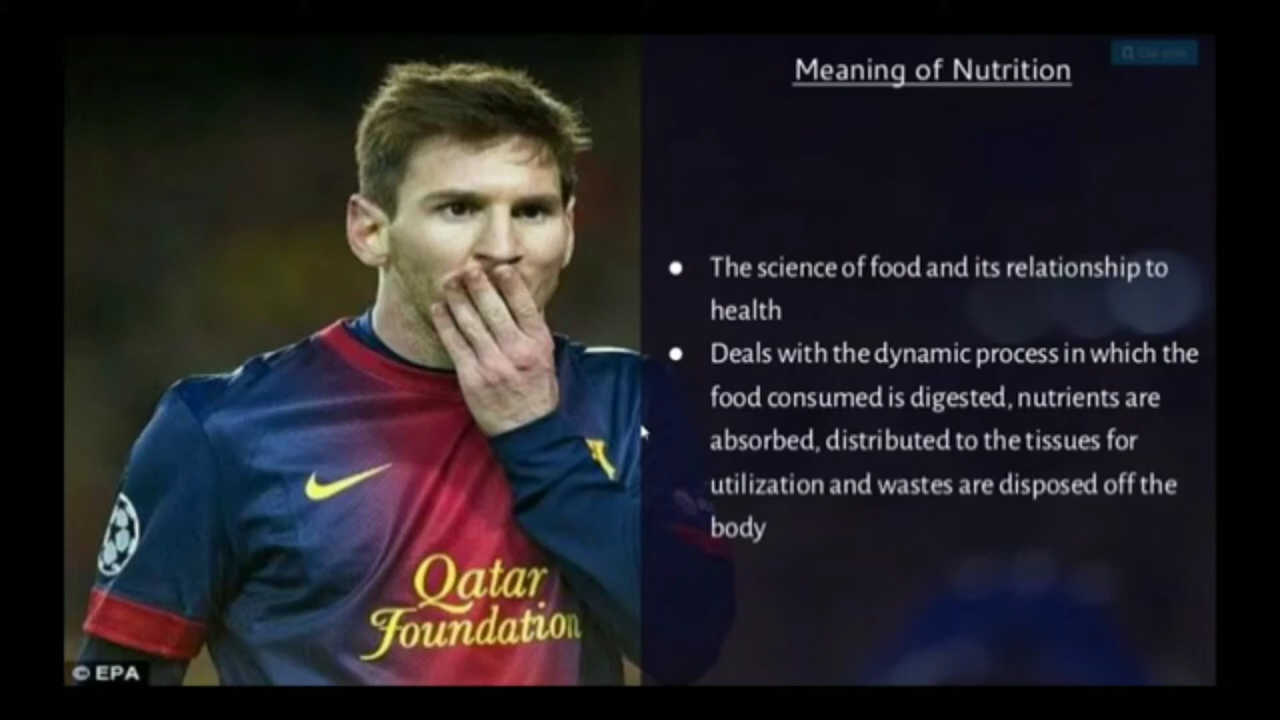 Meaning of Nutrition
● The science of food and its relationship to
health
● Deals with the dynamic process in which the
food consumed is digested, nutrients are
absorbed, distributed to the tissues for
utilization and wastes are disposed off the
body
Qatar
Foundation
© EPA